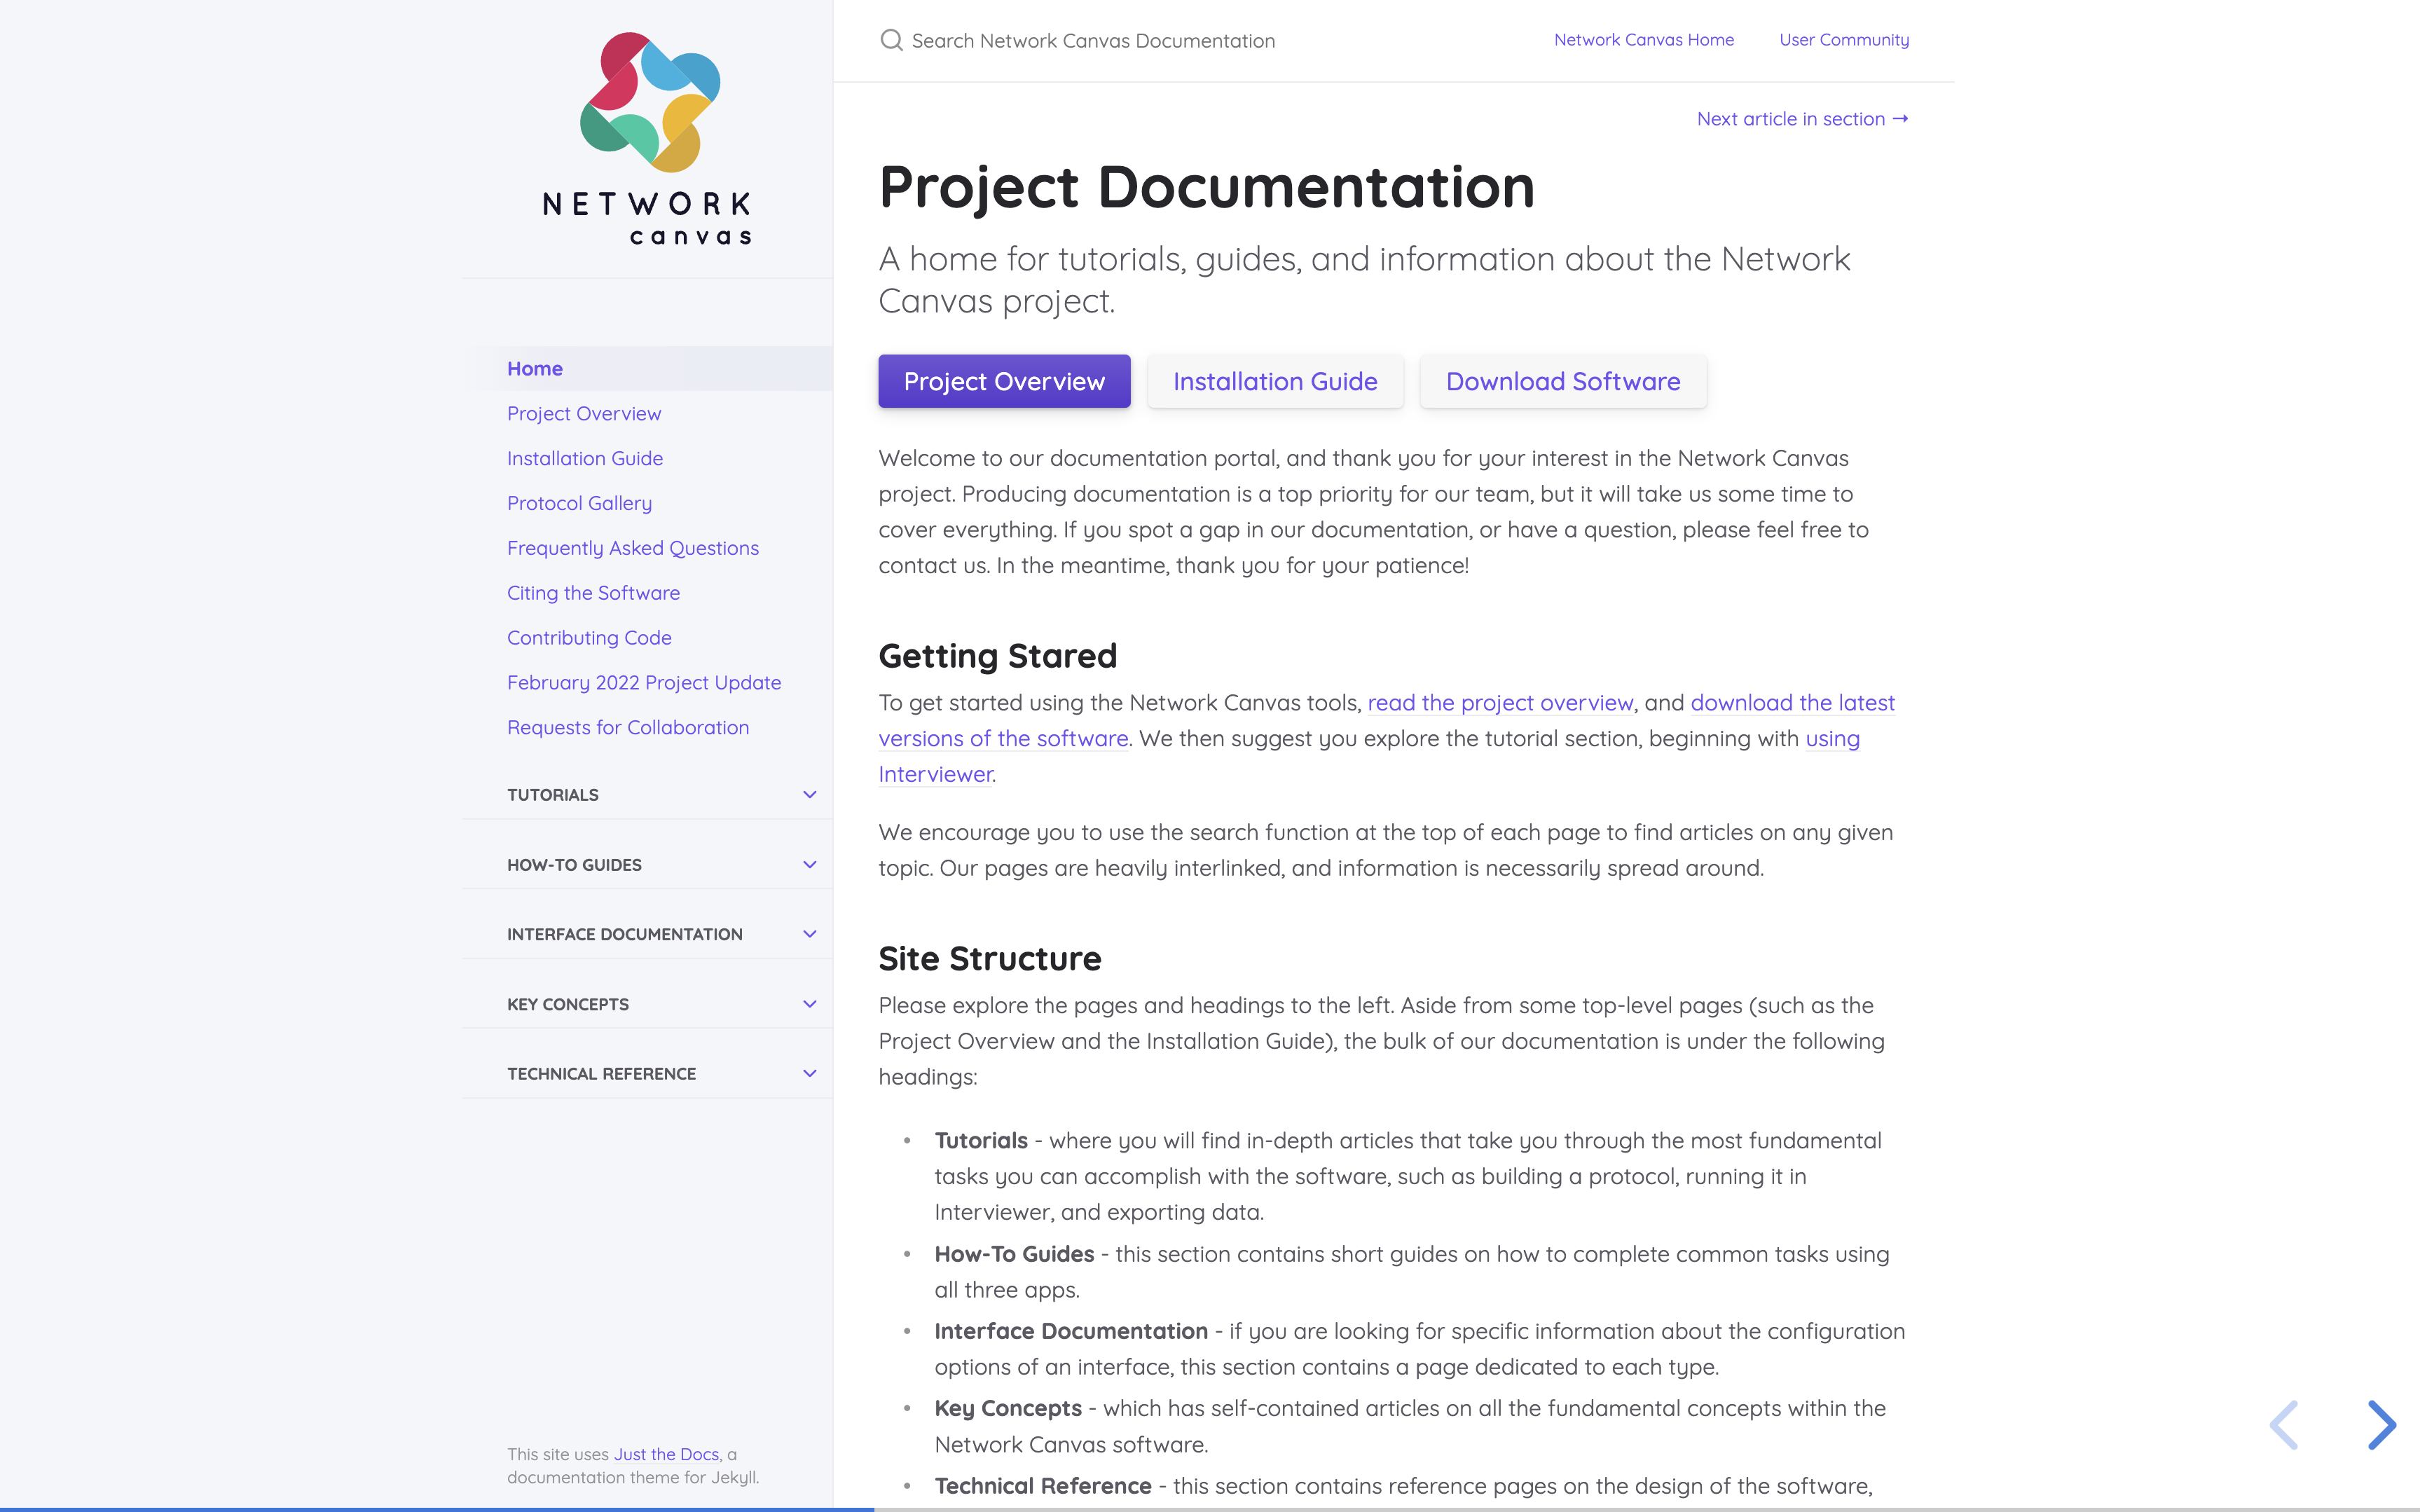 NETWORK
canvas
Home
Project Overview
Installation Guide
Protocol Gallery
Frequently Asked Questions
Citing the Software
Contributing Code
February 2022 Project Update
Requests for Collaboration
TUTORIALS
HOW-TO GUIDES
INTERFACE DOCUMENTATION
KEY CONCEPTS
TECHNICAL REFERENCE
This site uses Just the Docs, a
documentation theme for Jekyll.
Search Network Canvas Documentation
Network Canvas Home
User Community
Next article in section →
Project Documentation
A home for tutorials, guides, and information about the Network
Canvas project.
Project Overview
Installation Guide
Download Software
Welcome to our documentation portal, and thank you for your interest in the Network Canvas
project. Producing documentation is a top priority for our team, but it will take us some time to
cover everything. If you spot a gap in our documentation, or have a question, please feel free to
contact us. In the meantime, thank you for your patience!
Getting Stared
To get started using the Network Canvas tools, read the project overview, and download the latest
versions of the software. We then suggest you explore the tutorial section, beginning with using
Interviewer.
We encourage you to use the search function at the top of each page to find articles on any given
topic. Our pages are heavily interlinked, and information is necessarily spread around.
Site Structure
Please explore the pages and headings to the left. Aside from some top-level pages (such as the
Project Overview and the Installation Guide), the bulk of our documentation is under the following
headings:
• Tutorials - where you will find in-depth articles that take you through the most fundamental
tasks you can accomplish with the software, such as building a protocol, running it in
Interviewer, and exporting data.
• How-To Guides - this section contains short guides on how to complete common tasks using
all three apps.
• Interface Documentation - if you are looking for specific information about the configuration
options of an interface, this section contains a page dedicated to each type.
• Key Concepts - which has self-contained articles on all the fundamental concepts within the
Network Canvas software.
• Technical Reference - this section contains reference pages on the design of the software,